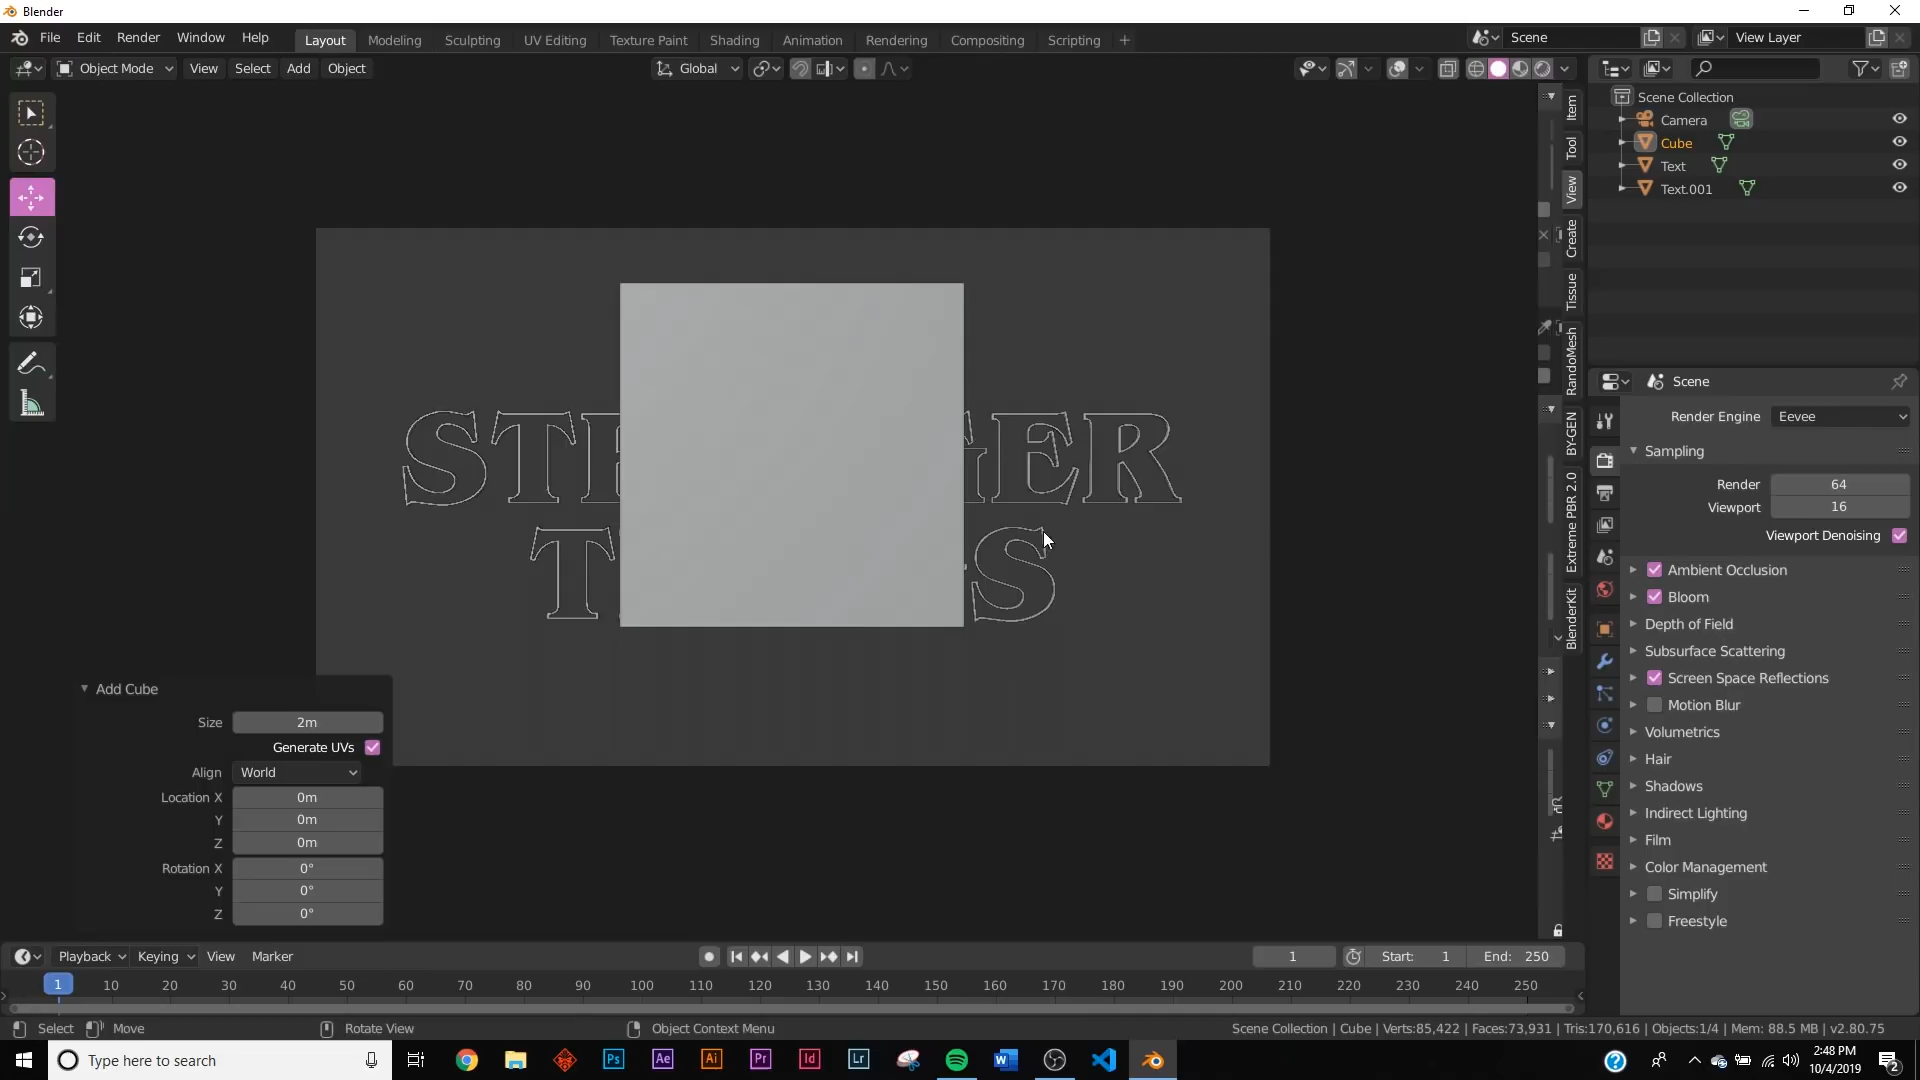 Blender
File Edit Render Window Help Layout Modeling Sculpting UV Editing Texture Paint Shading Animation Rendering Compositing Scripting + Scene View Layer
Object Mode View Select Add Object Global
Scene Collection
Camera
Cube
Text
Text.001
Item
Tool
View
Create
Tissue
RandoMesh
BY-GEN
Extreme PBR 2.0
BlenderKit
Scene
Render Engine Eevee
Sampling
Render 64
Viewport 16
Viewport Denoising
Ambient Occlusion
Bloom
Depth of Field
Subsurface Scattering
Screen Space Reflections
Motion Blur
Volumetrics
Hair
Shadows
Indirect Lighting
Film
Color Management
Simplify
Freestyle
ST GER
T S
Add Cube
Size 2m
Generate UVs
Align World
Location X 0m
Y 0m
Z 0m
Rotation X 0°
Y 0°
Z 0°
Playback Keying View Marker 1 Start: 1 End: 250
1 10 20 30 40 50 60 70 80 90 100 110 120 130 140 150 160 170 180 190 200 210 220 230 240 250
Select Move Rotate View Object Context Menu Scene Collection | Cube | Verts:85,422 | Faces:73,931 | Tris:170,616 | Objects:1/4 | Mem: 88.5 MB | v2.80.75
Type here to search Ps Ae Ai Pr Id Lr W
2:48 PM
10/4/2019
2